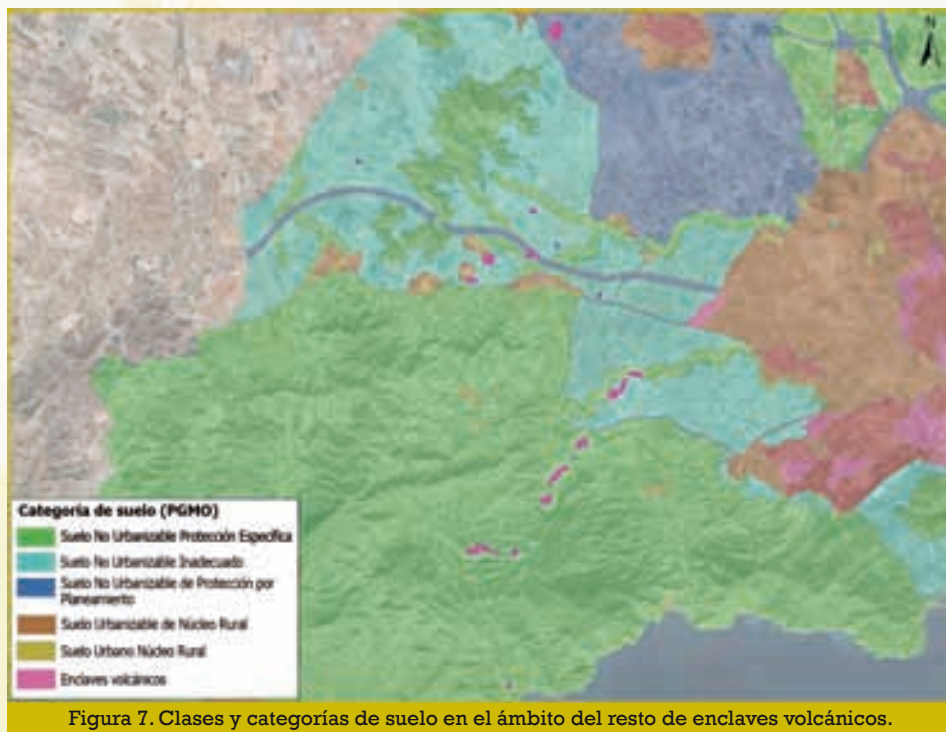 N
Categoría de suelo (PGMO)
Suelo No Urbanizable Protección Específica
Suelo No Urbanizable Inadecuado
Suelo No Urbanizable de Protección por
Planeamiento
Suelo Urbanizable de Núcleo Rural
Suelo Urbano Núcleo Rural
Enclaves volcánicos
Figura 7. Clases y categorías de suelo en el ámbito del resto de enclaves volcánicos.